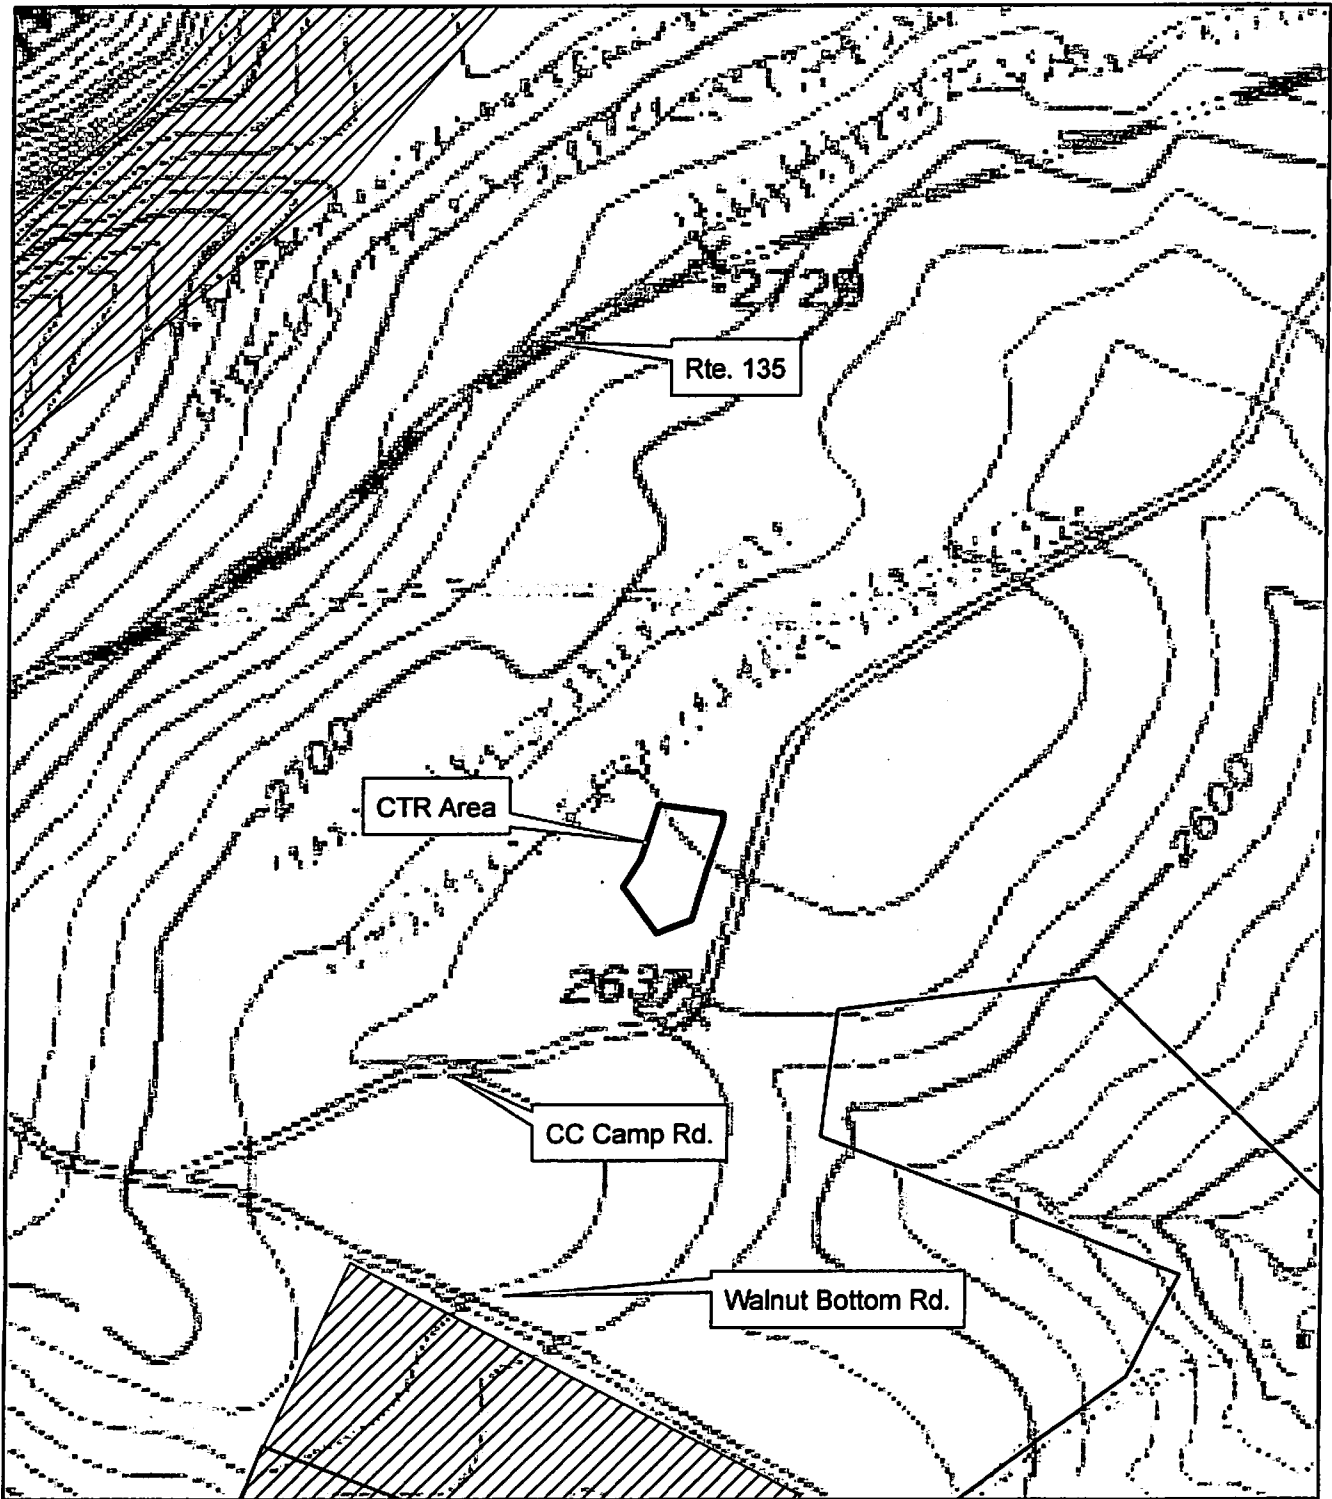 2729
Rte. 135
2700
CTR Area
2600
2637
CC Camp Rd.
Walnut Bottom Rd.